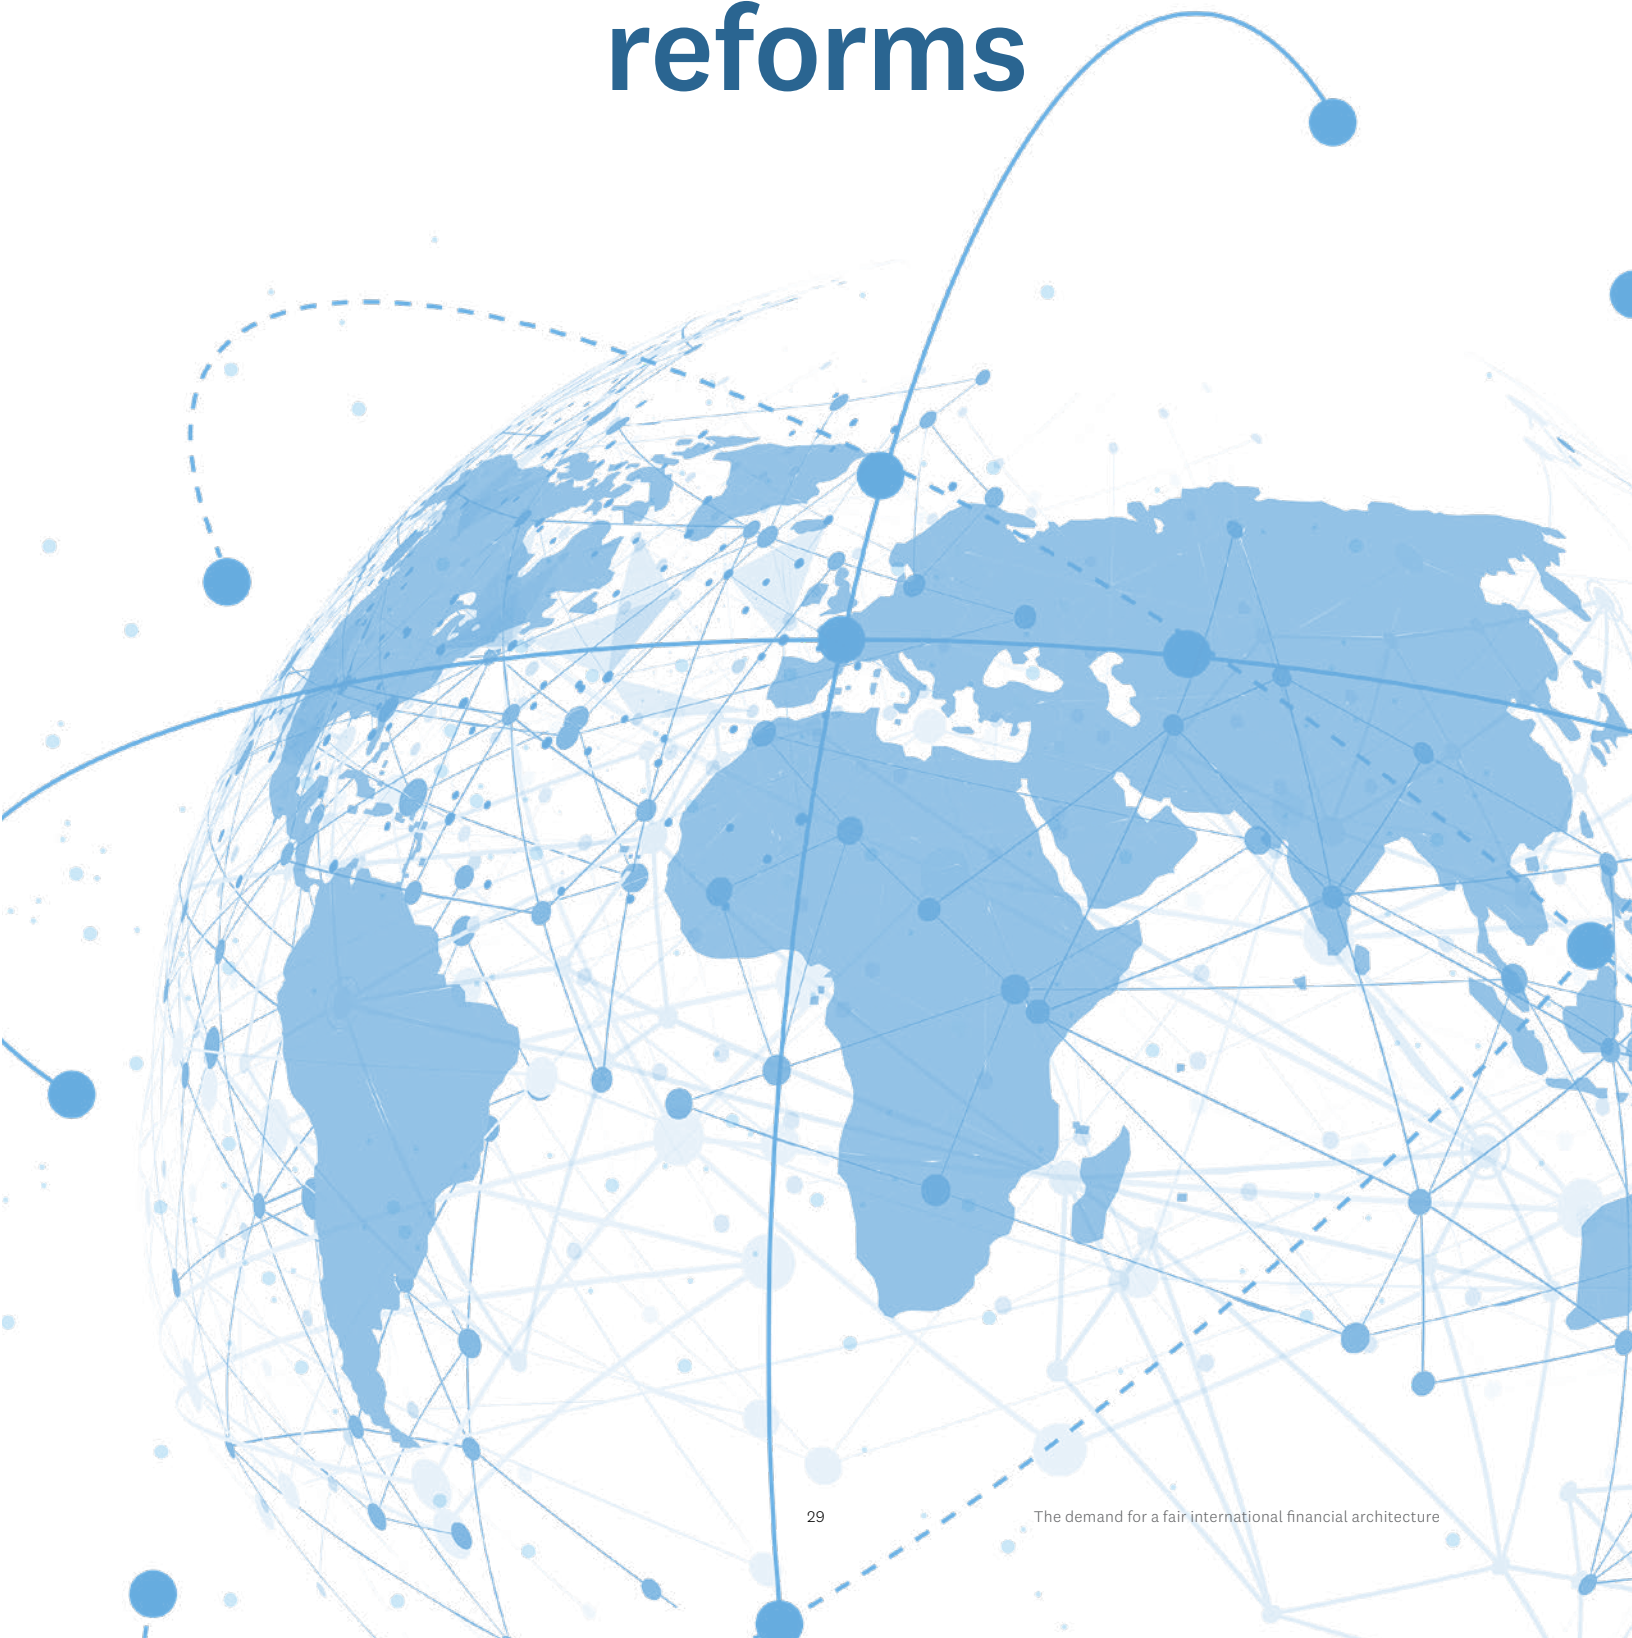 reforms
29
The demand for a fair international financial architecture